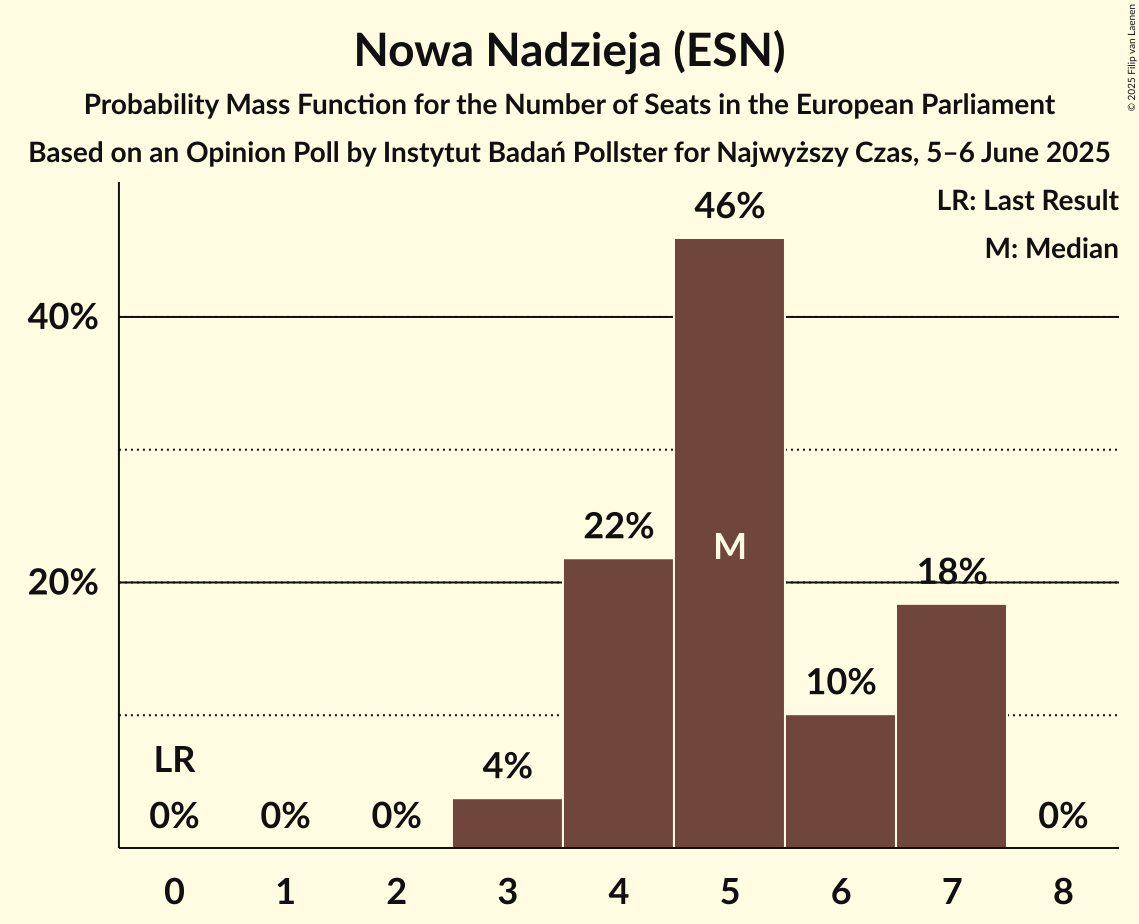 Nowa Nadzieja (ESN)
Probability Mass Function for the Number of Seats in the European Parliament
Based on an Opinion Poll by Instytut Badań Pollster for Najwyższy Czas, 5–6 June 2025
© 2025 Filip van Laenen
LR: Last Result
M: Median
46%
40%
22%
M
20%
18%
10%
LR
4%
0% 0% 0% 0%
0 1 2 3 4 5 6 7 8